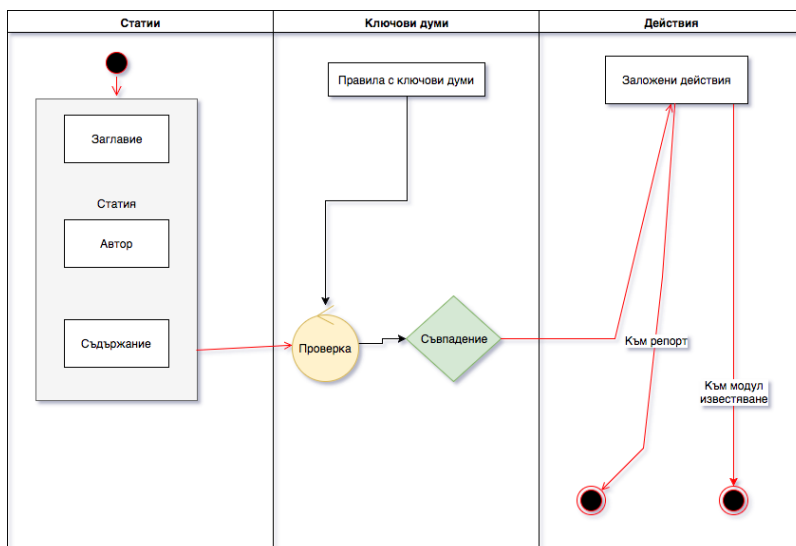 Статии
Ключови думи
Действия
Правила с ключови думи
Заложени действия
Заглавие
Статия
Автор
Съдържание
Проверка
Съвпадение
Към репорт
Към модул
известяване